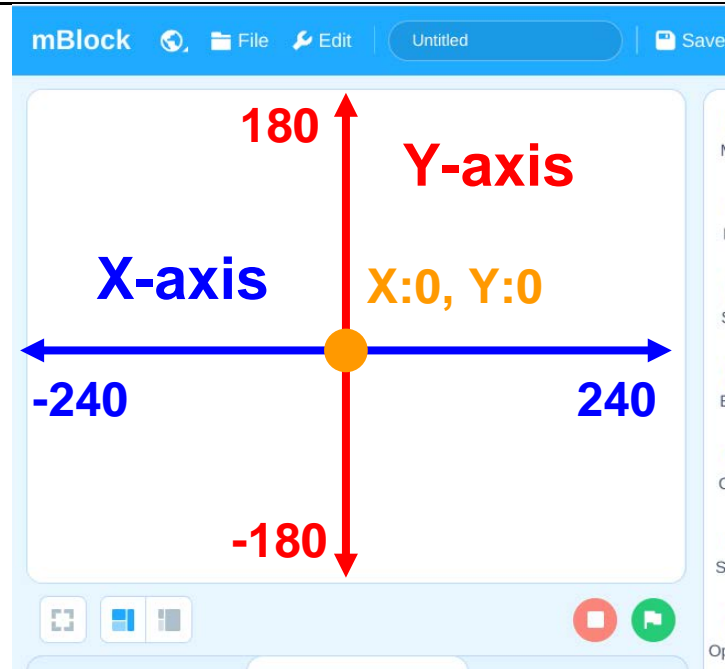 mBlock File Edit Untitled Save
180
Y-axis
X-axis
X:0, Y:0
-240
240
-180